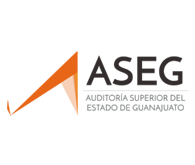 ASEG
AUDITORÍA SUPERIOR DEL
ESTADO DE GUANAJUATO